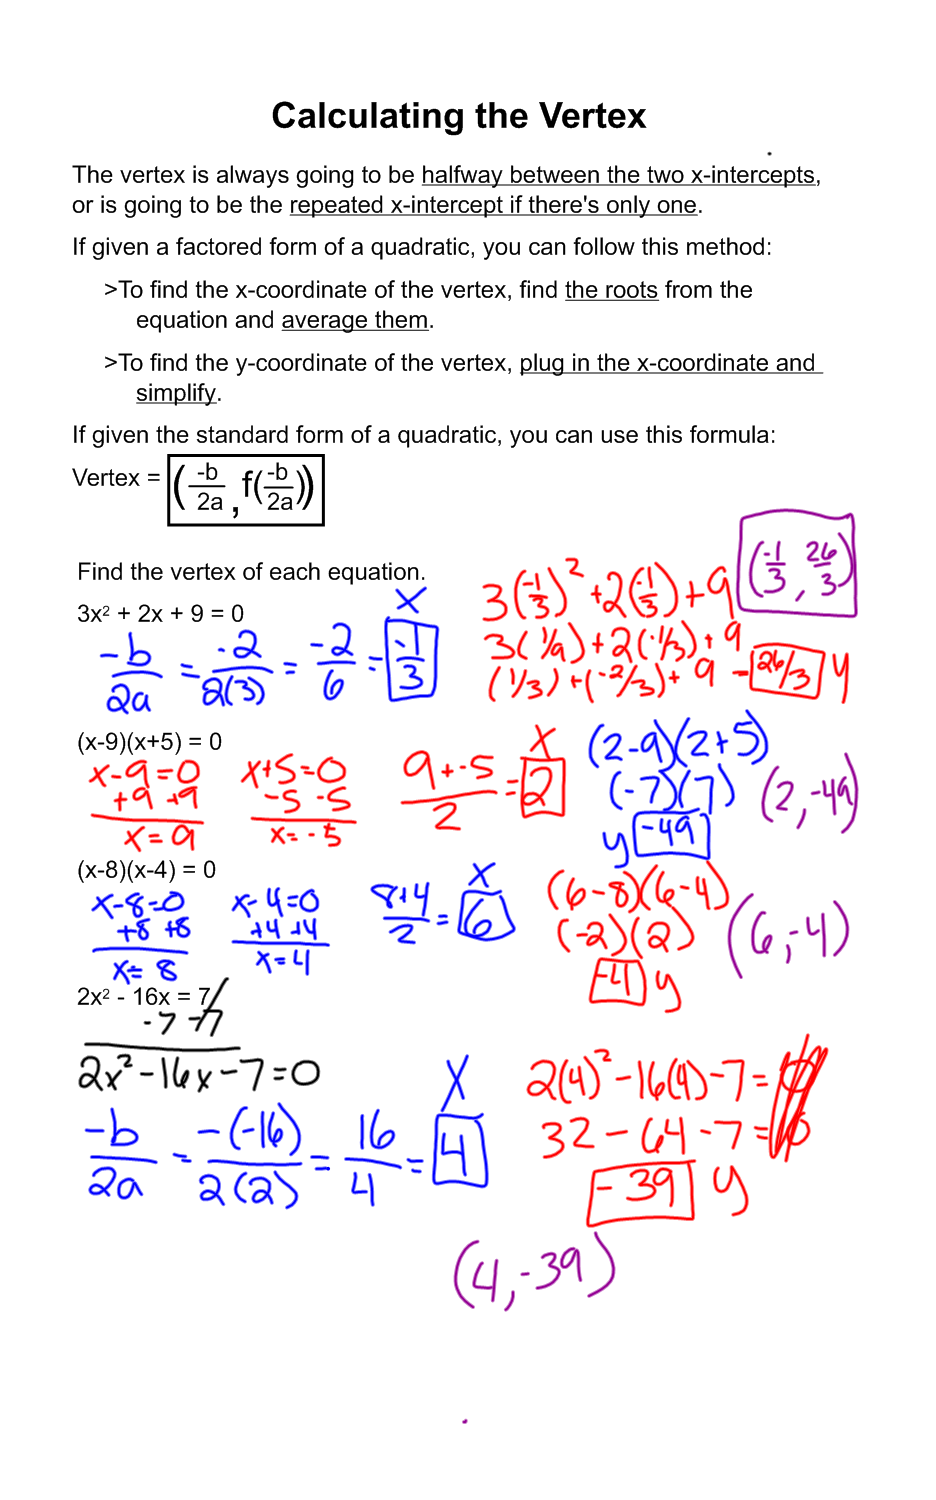 Calculating the Vertex
The vertex is always going to be halfway between the two x-intercepts,
or is going to be the repeated x-intercept if there's only one.
If given a factored form of a quadratic, you can follow this method:
>To find the x-coordinate of the vertex, find the roots from the
equation and average them.
>To find the y-coordinate of the vertex, plug in the x-coordinate and
simplify.
If given the standard form of a quadratic, you can use this formula:
Vertex = (-b/2a, f(-b/2a))
Find the vertex of each equation.
3x² + 2x + 9 = 0
-b/2a = -2/2(3) = -2/6 = -1/3
x
3(-1/3)² + 2(-1/3) + 9
3(1/9) + 2(-1/3) + 9
(1/3) + (-2/3) + 9 = 26/3 y
(-1/3, 26/3)
(x-9)(x+5) = 0
x-9=0
+9 +9
x = 9
x+5=0
-5 -5
x = -5
9+-5/2 = 2
x
(2-9)(2+5)
(-7)(7)
y -49
(2,-49)
(x-8)(x-4) = 0
x-8=0
+8 +8
x = 8
x-4=0
+4 +4
x=4
8+4/2 = 6
x
(6-8)(6-4)
(-2)(2)
-4 y
(6,-4)
2x² - 16x = 7
-7 -7
2x²-16x-7=0
-b/2a = -(-16)/2(2) = 16/4 = 4
x
2(4)²-16(4)-7=0
32-64-7=0
-39 y
(4,-39)